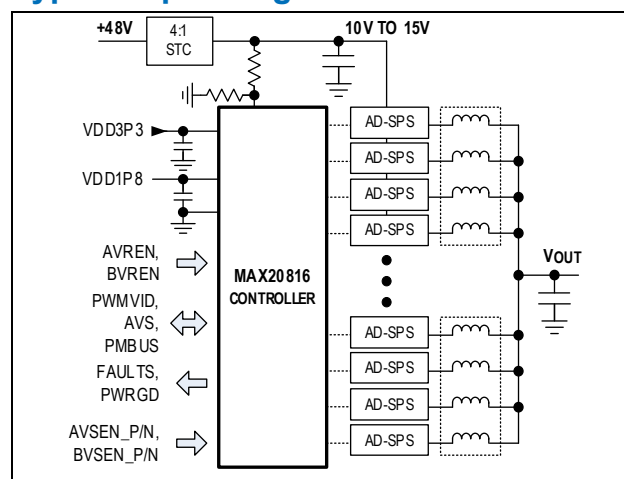 +48V
4:1
STC
10V TO 15V
VDD3P3
VDD1P8
AVREN,
BVREN
PWMVID,
AVS,
PMBUS
FAULTS,
PWRGD
AVSEN_P/N,
BVSEN_P/N
MAX20816
CONTROLLER
AD-SPS
AD-SPS
AD-SPS
AD-SPS
AD-SPS
AD-SPS
AD-SPS
AD-SPS
VOUT